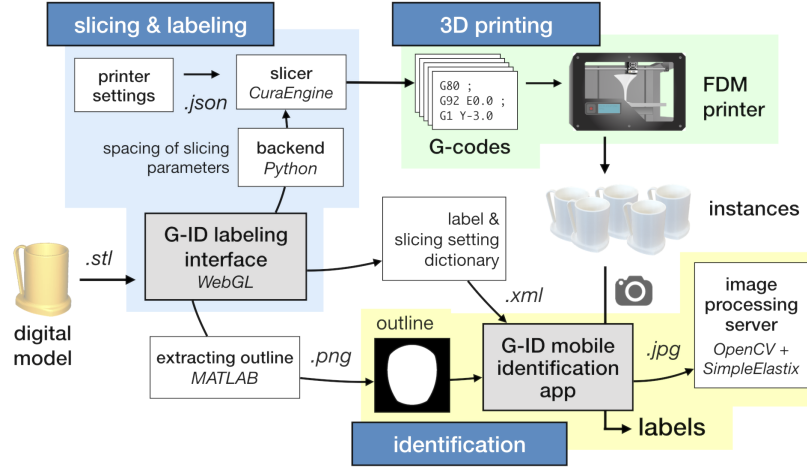 slicing & labeling
3D printing
printer
settings
.json
slicer
CuraEngine
G80 ;
G92 E0.0 ;
G1 Y-3.0
G-codes
FDM
printer
spacing of slicing
parameters
backend
Python
instances
.stl
G-ID labeling
interface
WebGL
label &
slicing setting
dictionary
.xml
digital
model
extracting outline
MATLAB
.png
outline
G-ID mobile
identification
app
.jpg
image
processing
server
OpenCV +
SimpleElastix
labels
identification